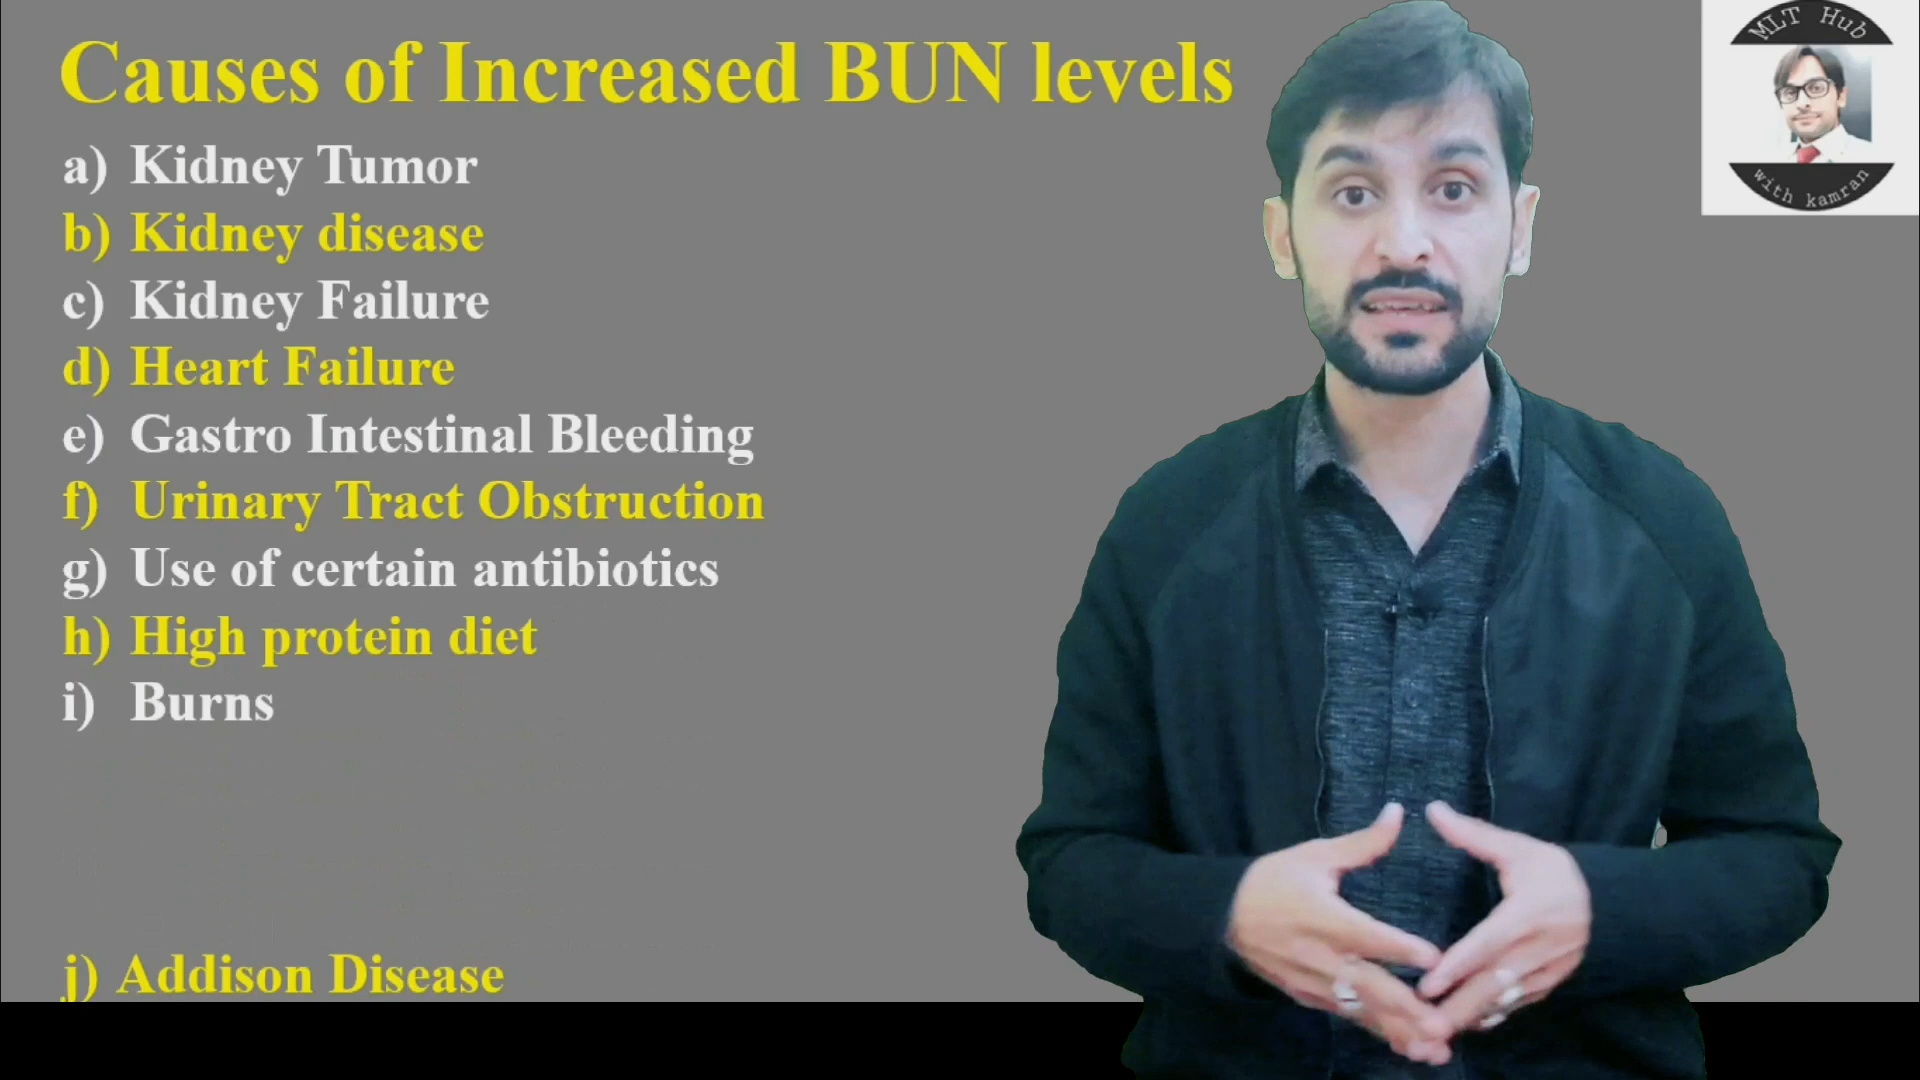 Causes of Increased BUN levels
a) Kidney Tumor
b) Kidney disease
c) Kidney Failure
d) Heart Failure
e) Gastro Intestinal Bleeding
f) Urinary Tract Obstruction
g) Use of certain antibiotics
h) High protein diet
i) Burns
j) Addison Disease
MLT Hub
with kamran